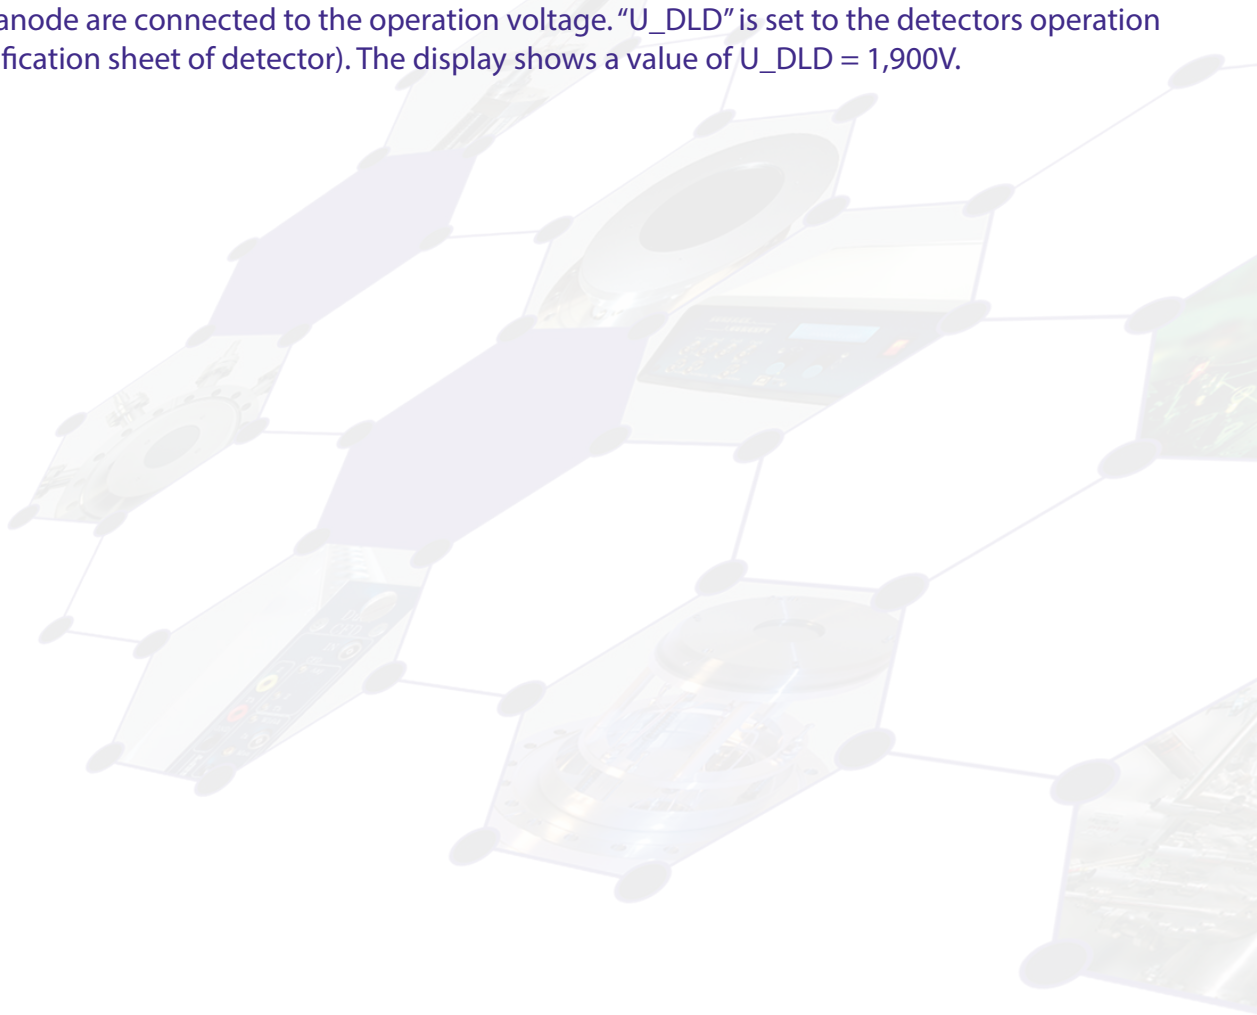 anode are connected to the operation voltage. “U_DLD” is set to the detectors operation
fication sheet of detector). The display shows a value of U_DLD = 1,900V.